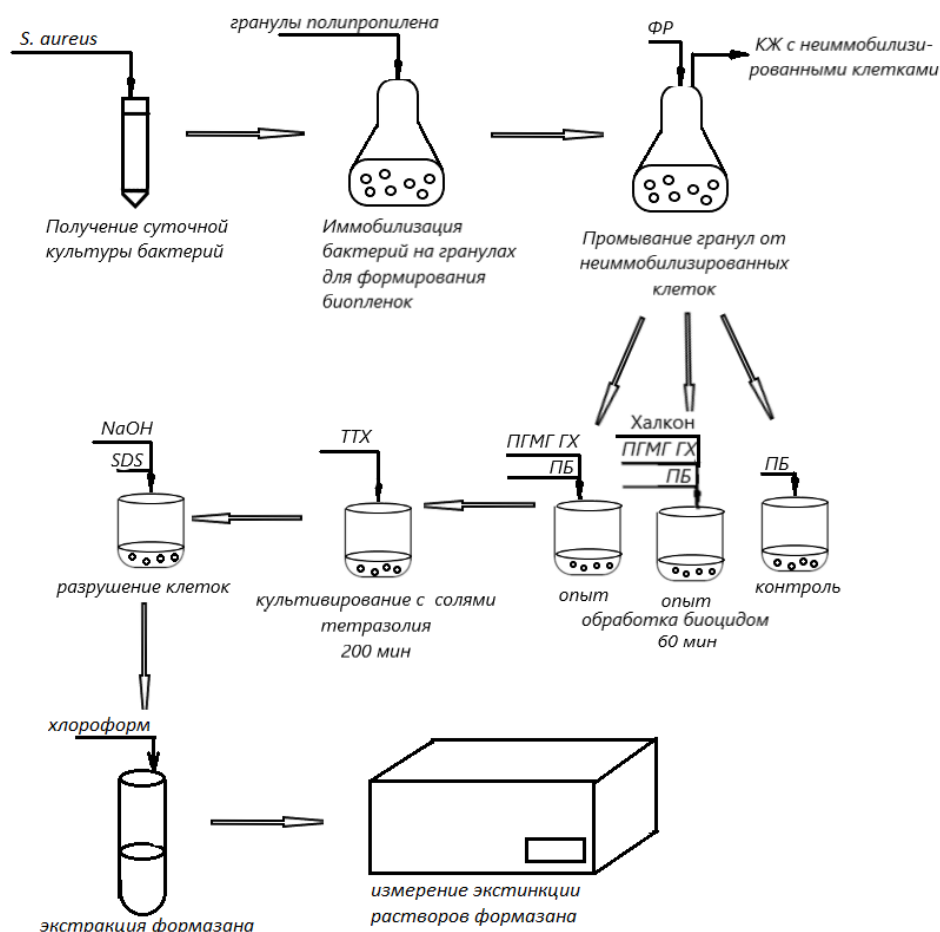 S. aureus
гранулы полипропилена
ФР
КЖ с неиммобилизи-
рованными клетками
Получение суточной
культуры бактерий
Иммобилизация
бактерий на гранулах
для формирования
биопленок
Промывание гранул от
неиммобилизированных
клеток
NaOH
SDS
ТТХ
ПГМГ ГХ
ПБ
Халкон
ПГМГ ГХ
ПБ
ПБ
разрушение клеток
культивирование с солями
тетразолия
200 мин
опыт
опыт
контроль
обработка биоцидом
60 мин
хлороформ
экстракция формазана
измерение экстинкции
растворов формазана